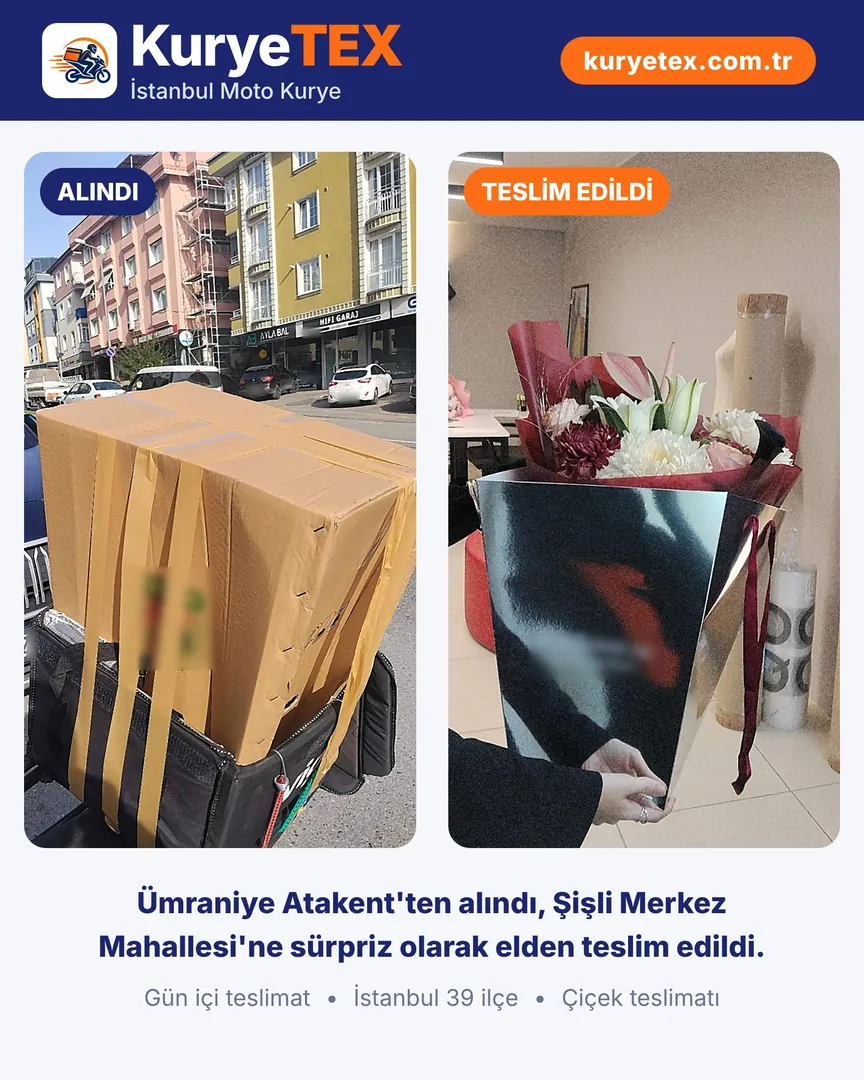 KuryeTEX
İstanbul Moto Kurye
kuryetex.com.tr
ALINDI
TESLİM EDİLDİ
AYLA BAL
HIFI GARAJ
Ümraniye Atakent'ten alındı, Şişli Merkez
Mahallesi'ne sürpriz olarak elden teslim edildi.
Gün içi teslimat • İstanbul 39 ilçe • Çiçek teslimatı